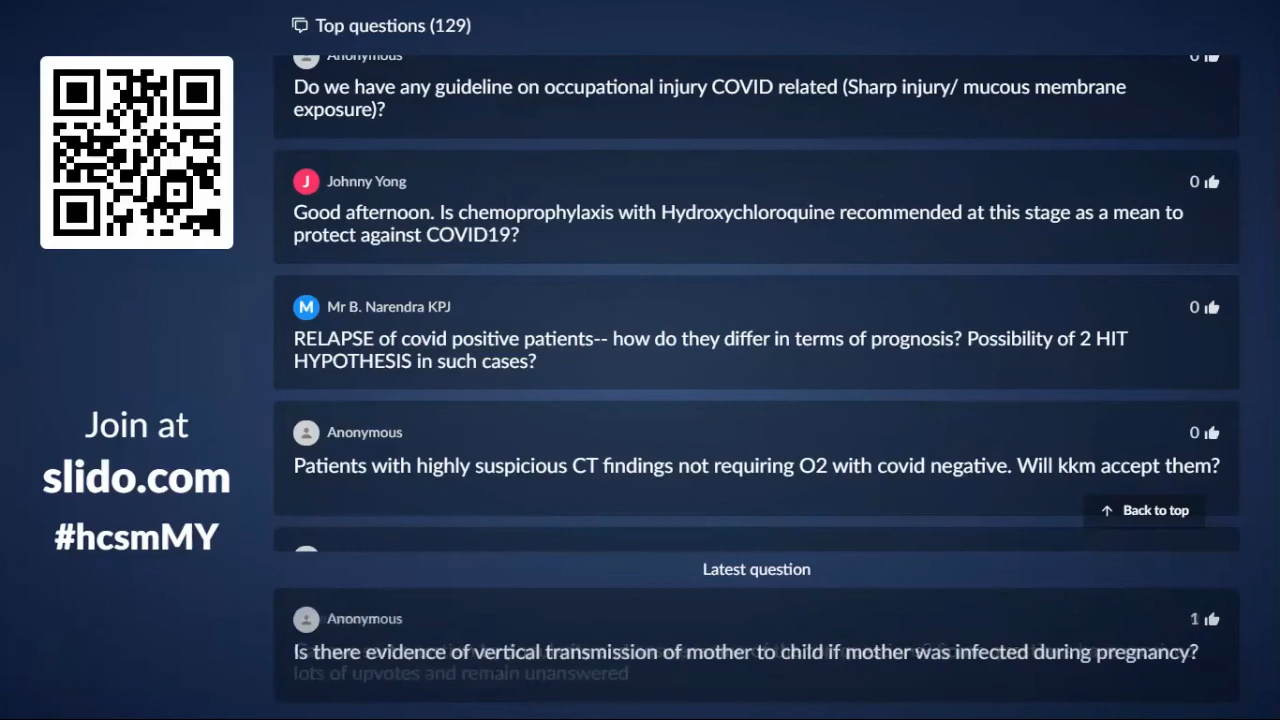 Top questions (129)
Anonymous
0
Do we have any guideline on occupational injury COVID related (Sharp injury/ mucous membrane
exposure)?
J Johnny Yong
0
Good afternoon. Is chemoprophylaxis with Hydroxychloroquine recommended at this stage as a mean to
protect against COVID19?
M Mr B. Narendra KPJ
0
RELAPSE of covid positive patients-- how do they differ in terms of prognosis? Possibility of 2 HIT
HYPOTHESIS in such cases?
Anonymous
0
Patients with highly suspicious CT findings not requiring O2 with covid negative. Will kkm accept them?
Back to top
Join at
slido.com
#hcsmMY
Latest question
Anonymous
1
Is there evidence of vertical transmission of mother to child if mother was infected during pregnancy?
lots of upvotes and remain unanswered